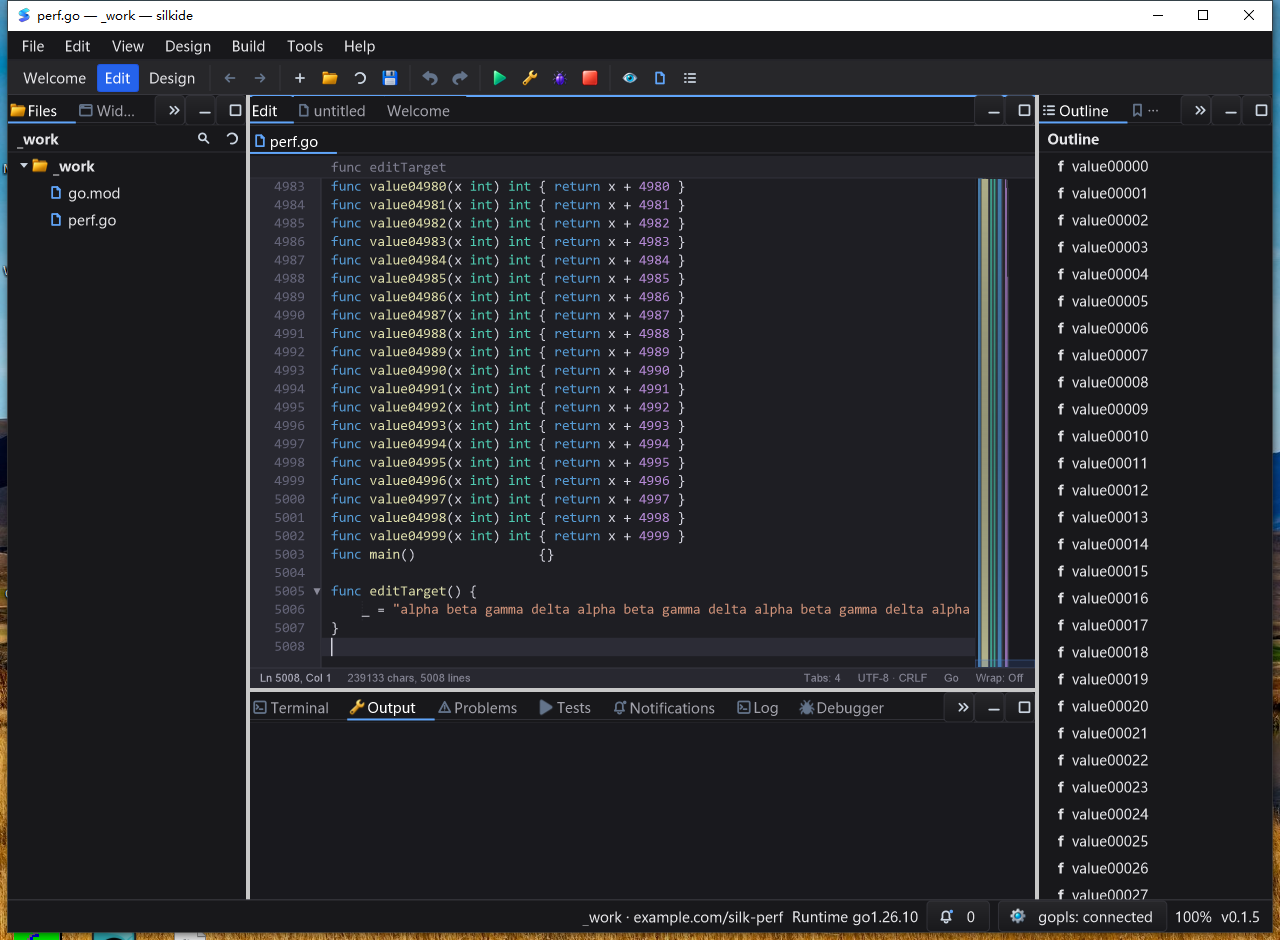 perf.go — _work — silkide
File Edit View Design Build Tools Help
Welcome Edit Design
Files Wid...
_work
_work
go.mod
perf.go
Edit untitled Welcome
perf.go
func editTarget
4983 func value04980(x int) int { return x + 4980 }
4984 func value04981(x int) int { return x + 4981 }
4985 func value04982(x int) int { return x + 4982 }
4986 func value04983(x int) int { return x + 4983 }
4987 func value04984(x int) int { return x + 4984 }
4988 func value04985(x int) int { return x + 4985 }
4989 func value04986(x int) int { return x + 4986 }
4990 func value04987(x int) int { return x + 4987 }
4991 func value04988(x int) int { return x + 4988 }
4992 func value04989(x int) int { return x + 4989 }
4993 func value04990(x int) int { return x + 4990 }
4994 func value04991(x int) int { return x + 4991 }
4995 func value04992(x int) int { return x + 4992 }
4996 func value04993(x int) int { return x + 4993 }
4997 func value04994(x int) int { return x + 4994 }
4998 func value04995(x int) int { return x + 4995 }
4999 func value04996(x int) int { return x + 4996 }
5000 func value04997(x int) int { return x + 4997 }
5001 func value04998(x int) int { return x + 4998 }
5002 func value04999(x int) int { return x + 4999 }
5003 func main() {}
5004
5005 func editTarget() {
5006 _ = "alpha beta gamma delta alpha beta gamma delta alpha beta gamma delta alpha
5007 }
5008
Ln 5008, Col 1 239133 chars, 5008 lines Tabs: 4 UTF-8 · CRLF Go Wrap: Off
Terminal Output Problems Tests Notifications Log Debugger
Outline ...
Outline
f value00000
f value00001
f value00002
f value00003
f value00004
f value00005
f value00006
f value00007
f value00008
f value00009
f value00010
f value00011
f value00012
f value00013
f value00014
f value00015
f value00016
f value00017
f value00018
f value00019
f value00020
f value00021
f value00022
f value00023
f value00024
f value00025
f value00026
f value00027
_work · example.com/silk-perf Runtime go1.26.10 0 gopls: connected 100% v0.1.5